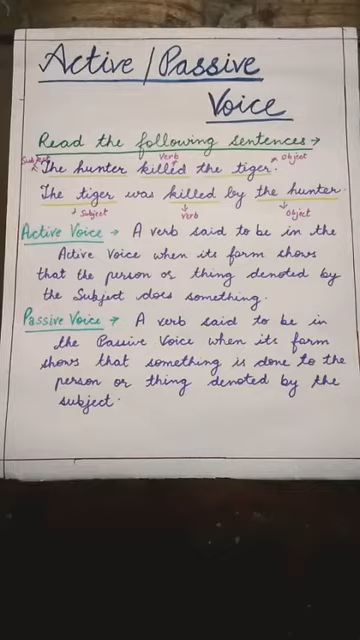 Active / Passive
Voice
Read the following sentences →
Subject Verb Object
The hunter killed the tiger.
The tiger was killed by the hunter.
Subject Verb Object
Active Voice → A verb said to be in the
Active Voice when its form shows
that the person or thing denoted by
the Subject does something.
Passive Voice → A verb said to be in
the Passive Voice when its form
shows that something is done to the
person or thing denoted by the
subject.